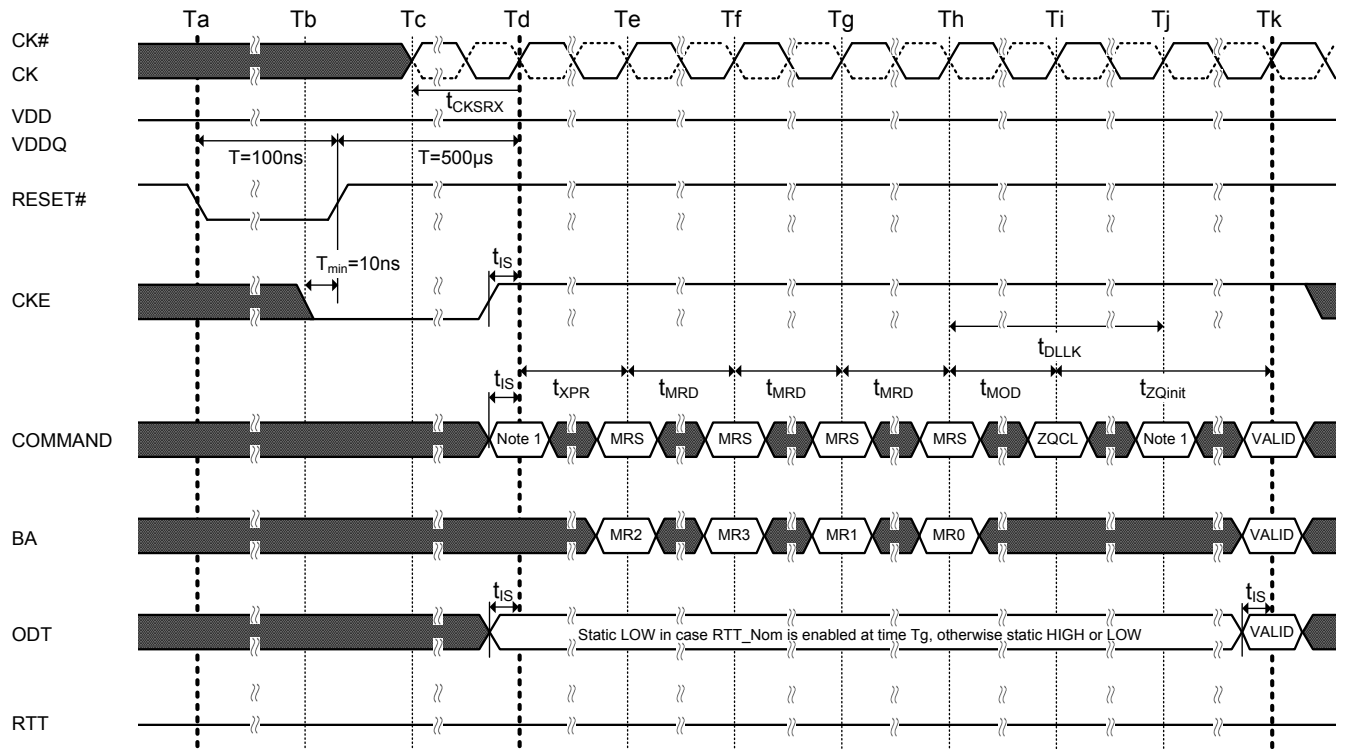 Ta Tb Tc Td Te Tf Tg Th Ti Tj Tk
CK#
CK
tCKSRX
VDD
VDDQ
T=100ns T=500µs
RESET#
Tmin=10ns tIS
CKE
tDLLK
tIS tXPR tMRD tMRD tMRD tMOD tZQinit
COMMAND Note 1 MRS MRS MRS MRS ZQCL Note 1 VALID
BA MR2 MR3 MR1 MR0 VALID
tIS tIS
ODT Static LOW in case RTT_Nom is enabled at time Tg, otherwise static HIGH or LOW VALID
RTT